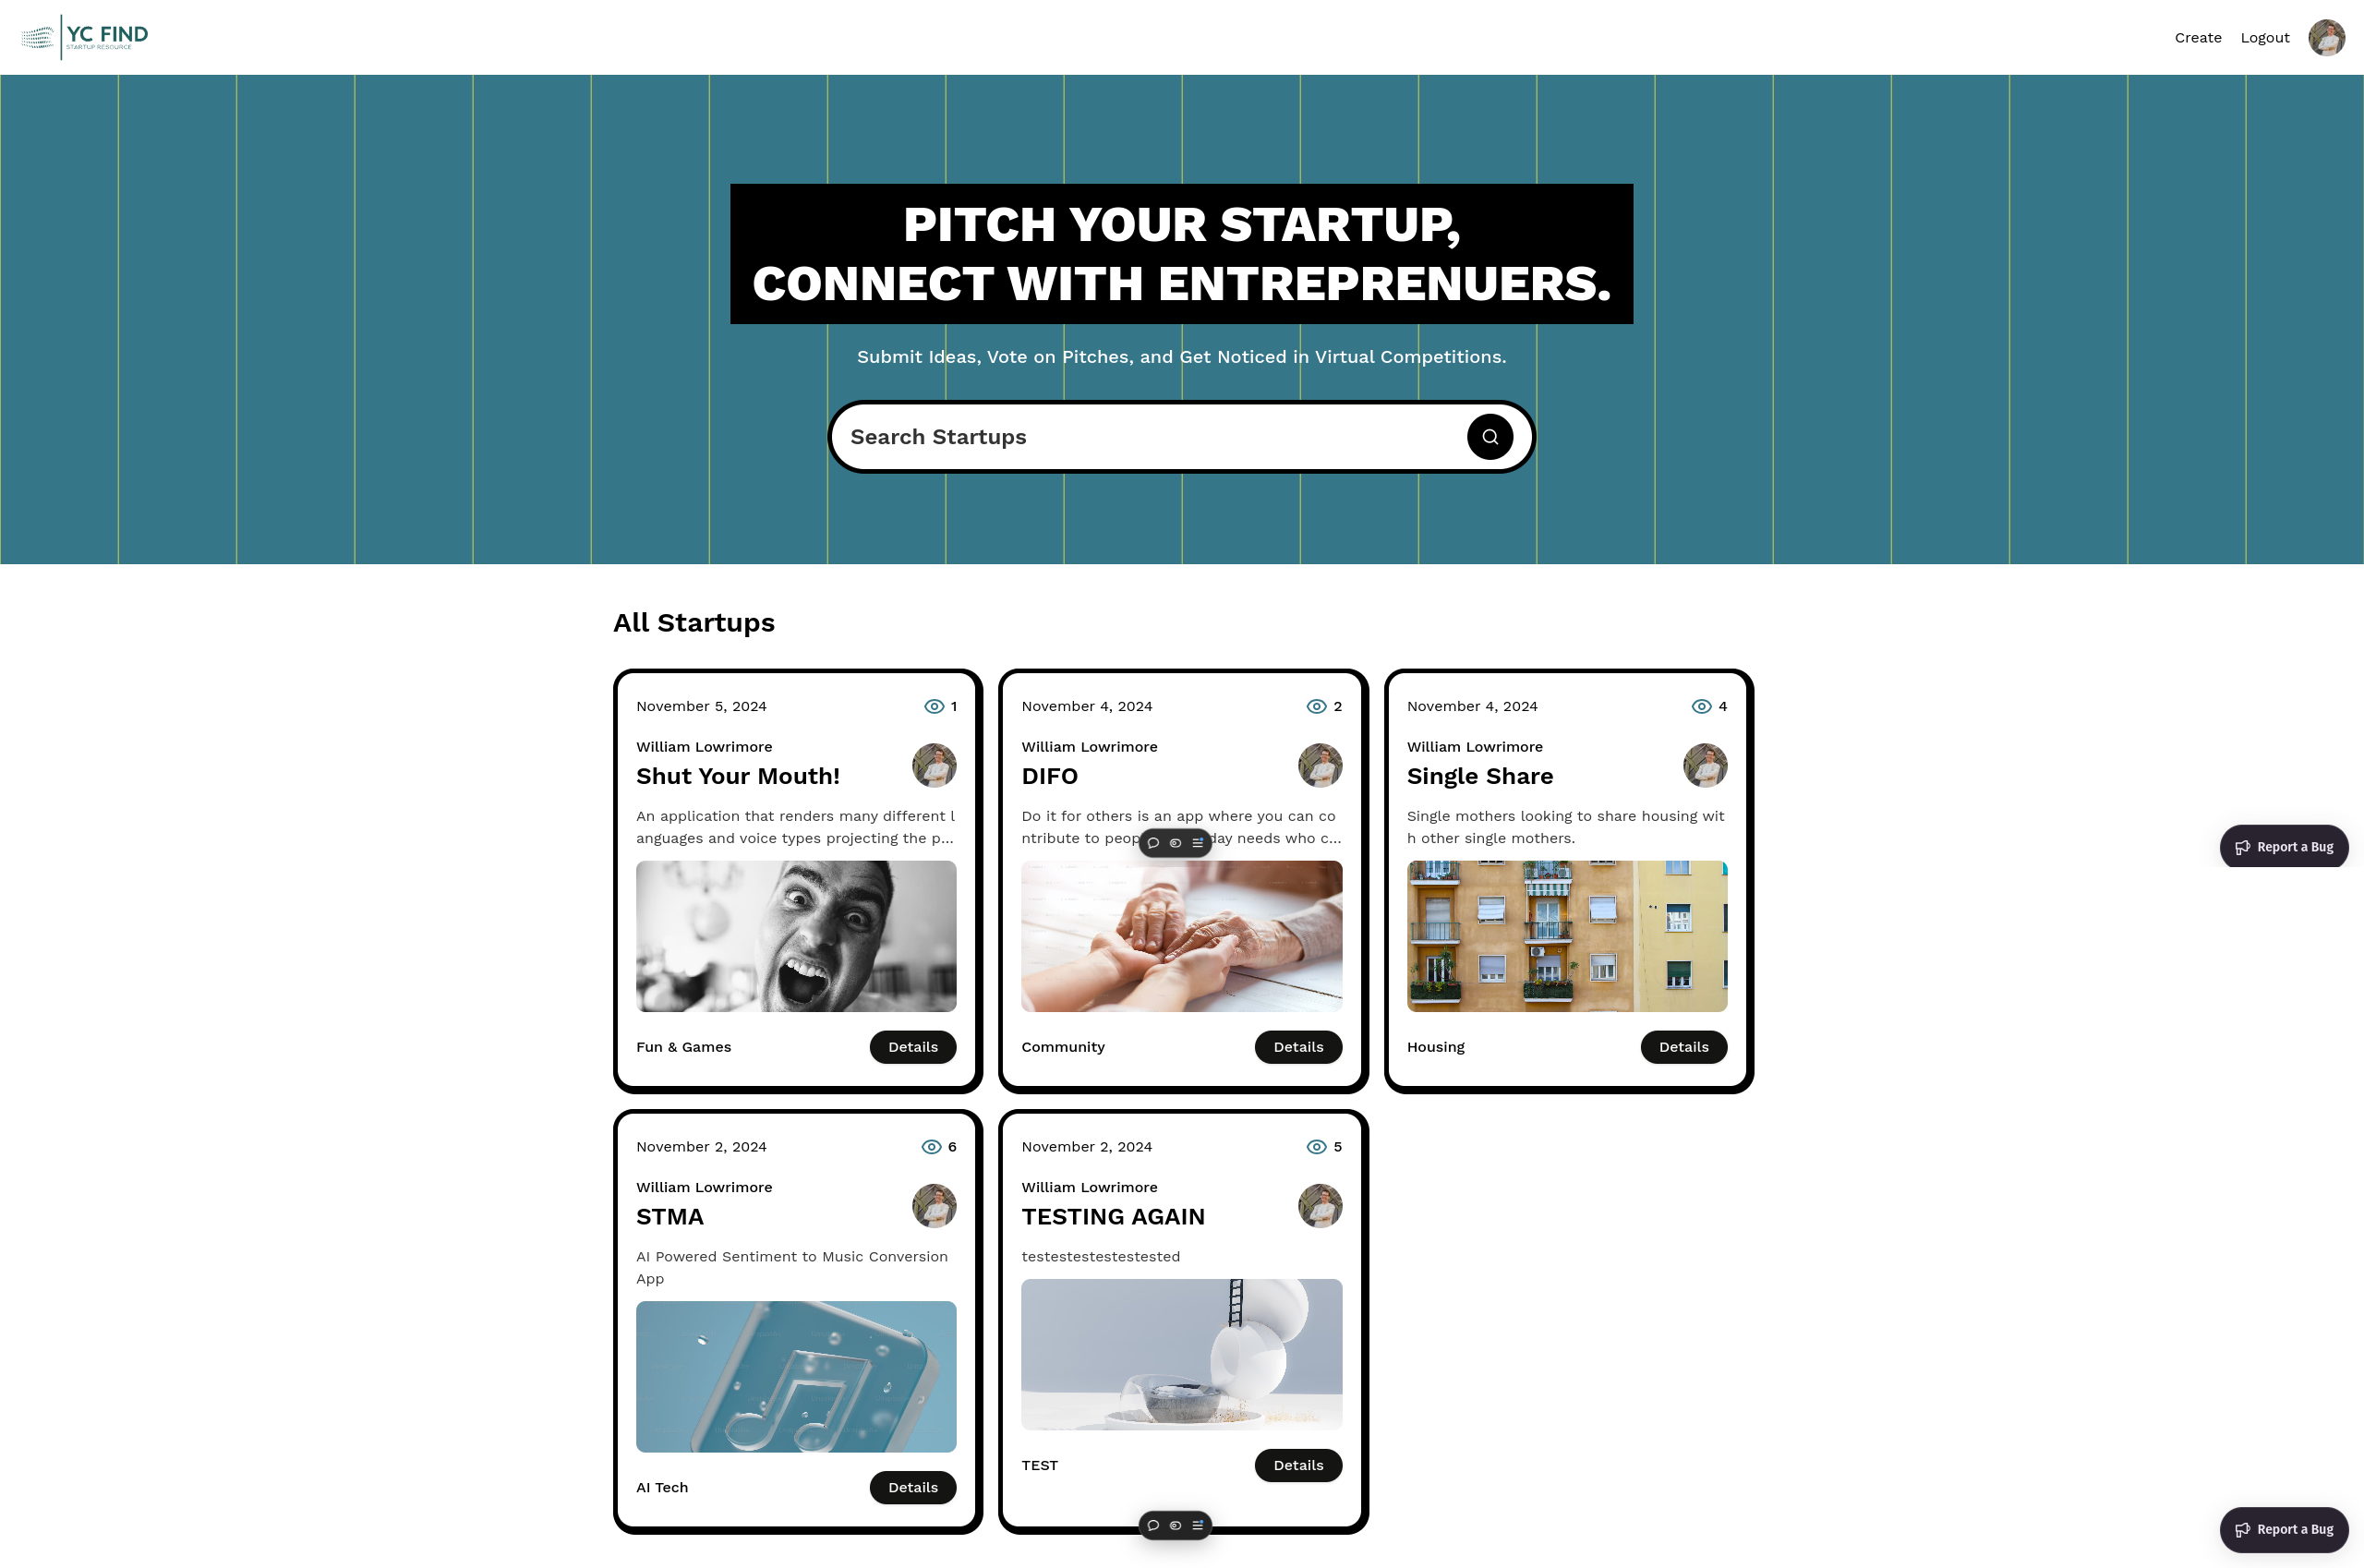 YC FIND
STARTUP RESOURCE
Create
Logout
PITCH YOUR STARTUP,
CONNECT WITH ENTREPRENUERS.
Submit Ideas, Vote on Pitches, and Get Noticed in Virtual Competitions.
Search Startups
All Startups
November 5, 2024
1
William Lowrimore
Shut Your Mouth!
An application that renders many different l
anguages and voice types projecting the p...
Fun & Games
Details
November 4, 2024
2
William Lowrimore
DIFO
Do it for others is an app where you can co
ntribute to peop day needs who c...
Community
Details
November 4, 2024
4
William Lowrimore
Single Share
Single mothers looking to share housing wit
h other single mothers.
Housing
Details
Report a Bug
November 2, 2024
6
William Lowrimore
STMA
AI Powered Sentiment to Music Conversion
App
AI Tech
Details
November 2, 2024
5
William Lowrimore
TESTING AGAIN
testestestestestested
TEST
Details
Report a Bug